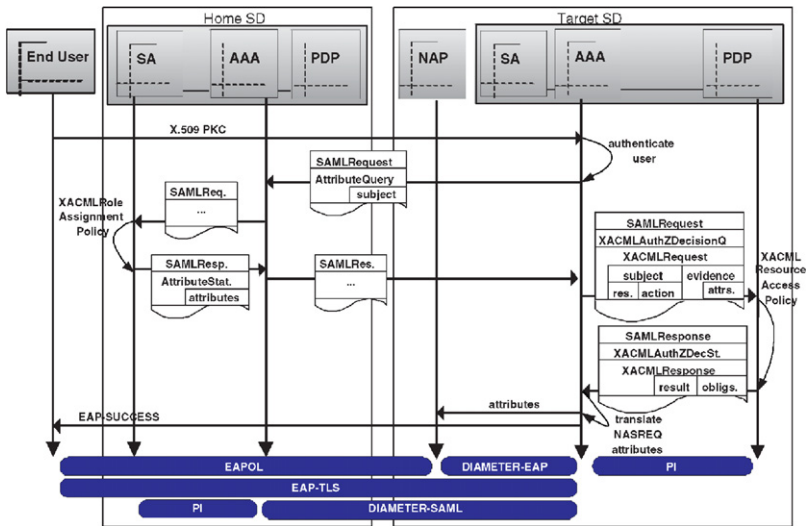 Home SD
Target SD
End User
SA
AAA
PDP
NAP
SA
AAA
PDP
X.509 PKC
authenticate
user
SAMLRequest
AttributeQuery
subject
SAMLReq.
...
XACMLRole
Assignment
Policy
SAMLResp.
AttributeStat.
attributes
SAMLRes.
...
SAMLRequest
XACMLAuthZDecisionQ
XACMLRequest
subject
evidence
res.
action
attrs.
XACML
Resource
Access
Policy
SAMLResponse
XACMLAuthZDecSt.
XACMLResponse
result
obligs.
attributes
EAP-SUCCESS
translate
NASREQ
attributes
EAPOL
DIAMETER-EAP
PI
EAP-TLS
PI
DIAMETER-SAML